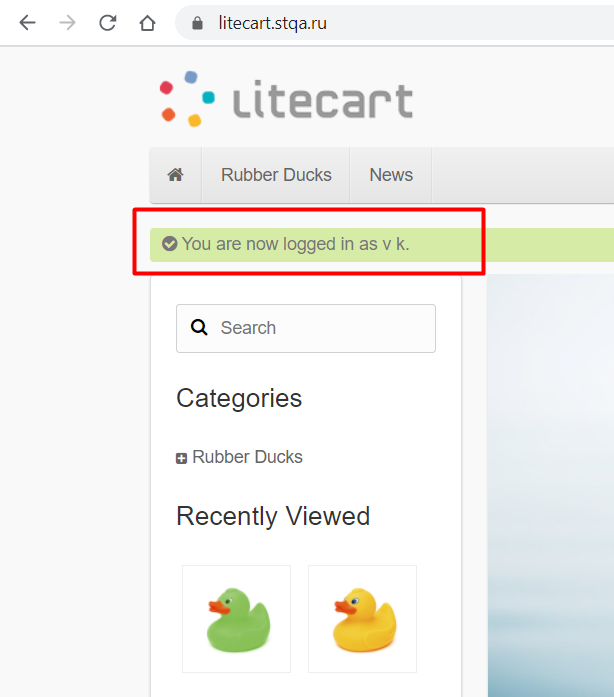 litecart.stqa.ru
Litecart
Rubber Ducks News
You are now logged in as v k.
Search
Categories
Rubber Ducks
Recently Viewed